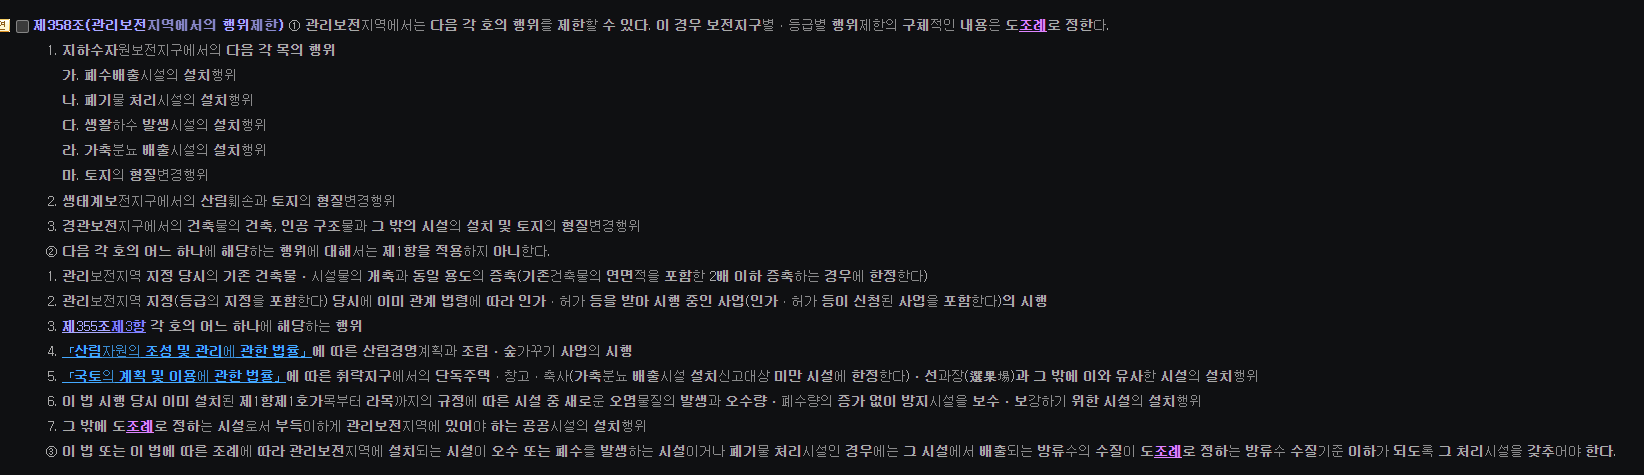 연 제358조(관리보전지역에서의 행위제한) ① 관리보전지역에서는 다음 각 호의 행위를 제한할 수 있다. 이 경우 보전지구별ㆍ등급별 행위제한의 구체적인 내용은 도조례로 정한다.
1. 지하수자원보전지구에서의 다음 각 목의 행위
가. 폐수배출시설의 설치행위
나. 폐기물 처리시설의 설치행위
다. 생활하수 발생시설의 설치행위
라. 가축분뇨 배출시설의 설치행위
마. 토지의 형질변경행위
2. 생태계보전지구에서의 산림훼손과 토지의 형질변경행위
3. 경관보전지구에서의 건축물의 건축, 인공 구조물과 그 밖의 시설의 설치 및 토지의 형질변경행위
② 다음 각 호의 어느 하나에 해당하는 행위에 대해서는 제1항을 적용하지 아니한다.
1. 관리보전지역 지정 당시의 기존 건축물ㆍ시설물의 개축과 동일 용도의 증축(기존건축물의 연면적을 포함한 2배 이하 증축하는 경우에 한정한다)
2. 관리보전지역 지정(등급의 지정을 포함한다) 당시에 이미 관계 법령에 따라 인가ㆍ허가 등을 받아 시행 중인 사업(인가ㆍ허가 등이 신청된 사업을 포함한다)의 시행
3. 제355조제3항 각 호의 어느 하나에 해당하는 행위
4. 「산림자원의 조성 및 관리에 관한 법률」에 따른 산림경영계획과 조림ㆍ숲가꾸기 사업의 시행
5. 「국토의 계획 및 이용에 관한 법률」에 따른 취락지구에서의 단독주택ㆍ창고ㆍ축사(가축분뇨 배출시설 설치신고대상 미만 시설에 한정한다)ㆍ선과장(選果場)과 그 밖에 이와 유사한 시설의 설치행위
6. 이 법 시행 당시 이미 설치된 제1항제1호가목부터 라목까지의 규정에 따른 시설 중 새로운 오염물질의 발생과 오수량ㆍ폐수량의 증가 없이 방지시설을 보수ㆍ보강하기 위한 시설의 설치행위
7. 그 밖에 도조례로 정하는 시설로서 부득이하게 관리보전지역에 있어야 하는 공공시설의 설치행위
③ 이 법 또는 이 법에 따른 조례에 따라 관리보전지역에 설치되는 시설이 오수 또는 폐수를 발생하는 시설이거나 폐기물 처리시설인 경우에는 그 시설에서 배출되는 방류수의 수질이 도조례로 정하는 방류수 수질기준 이하가 되도록 그 처리시설을 갖추어야 한다.